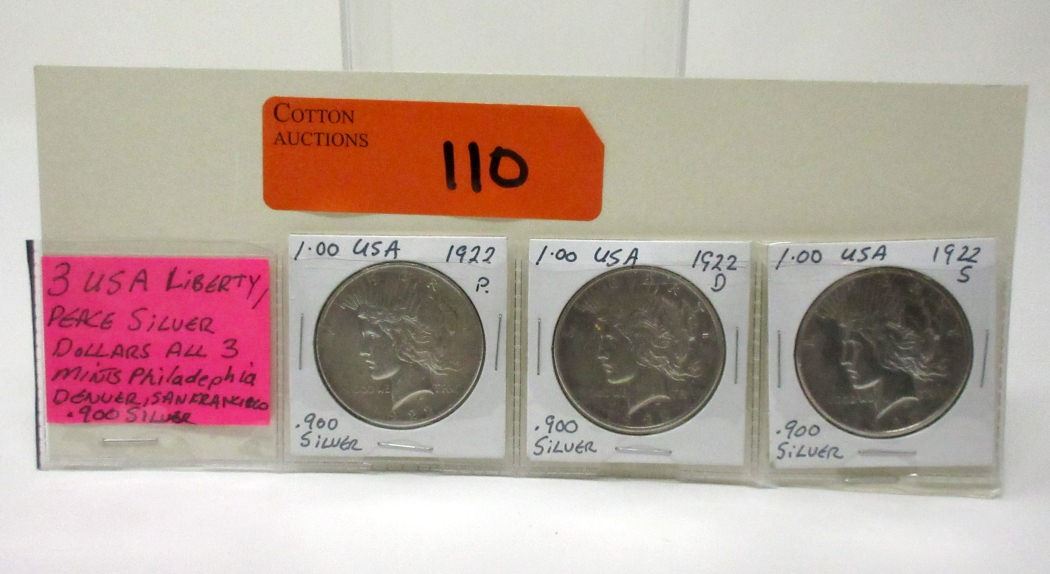 COTTON
AUCTIONS
110
3 USA LIBERTY/
PEACE SILVER
DOLLARS ALL 3
MINTS Philadephia
DENVER, SANFRANCISCO
.900 SILVER
1.00 USA 1922
P.
.900
SILVER
1.00 USA 1922
D
.900
SILVER
1.00 USA 1922
S
.900
SILVER